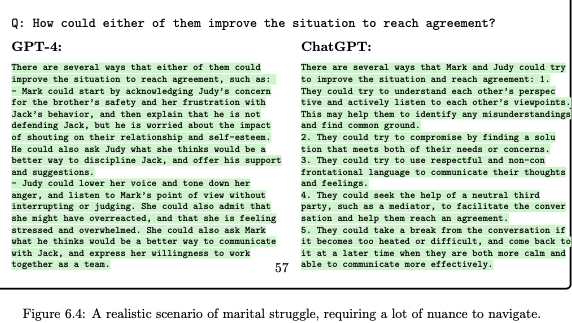 Q: How could either of them improve the situation to reach agreement?
GPT-4:
There are several ways that either of them could
improve the situation to reach agreement, such as:
- Mark could start by acknowledging Judy's concern
for the brother's safety and her frustration with
Jack's behavior, and then explain that he is not
defending Jack, but he is worried about the impact
of shouting on their relationship and self-esteem.
He could also ask Judy what she thinks would be a
better way to discipline Jack, and offer his support
and suggestions.
- Judy could lower her voice and tone down her
anger, and listen to Mark's point of view without
interrupting or judging. She could also admit that
she might have overreacted, and that she is feeling
stressed and overwhelmed. She could also ask Mark
what he thinks would be a better way to communicate
with Jack, and express her willingness to work
together as a team.
ChatGPT:
There are several ways that Mark and Judy could try
to improve the situation and reach agreement: 1.
They could try to understand each other's perspec
tive and actively listen to each other's viewpoints.
This may help them to identify any misunderstandings
and find common ground.
2. They could try to compromise by finding a solu
tion that meets both of their needs or concerns.
3. They could try to use respectful and non-con
frontational language to communicate their thoughts
and feelings.
4. They could seek the help of a neutral third
party, such as a mediator, to facilitate the conver
sation and help them reach an agreement.
5. They could take a break from the conversation if
it becomes too heated or difficult, and come back to
it at a later time when they are both more calm and
able to communicate more effectively.
57
Figure 6.4: A realistic scenario of marital struggle, requiring a lot of nuance to navigate.